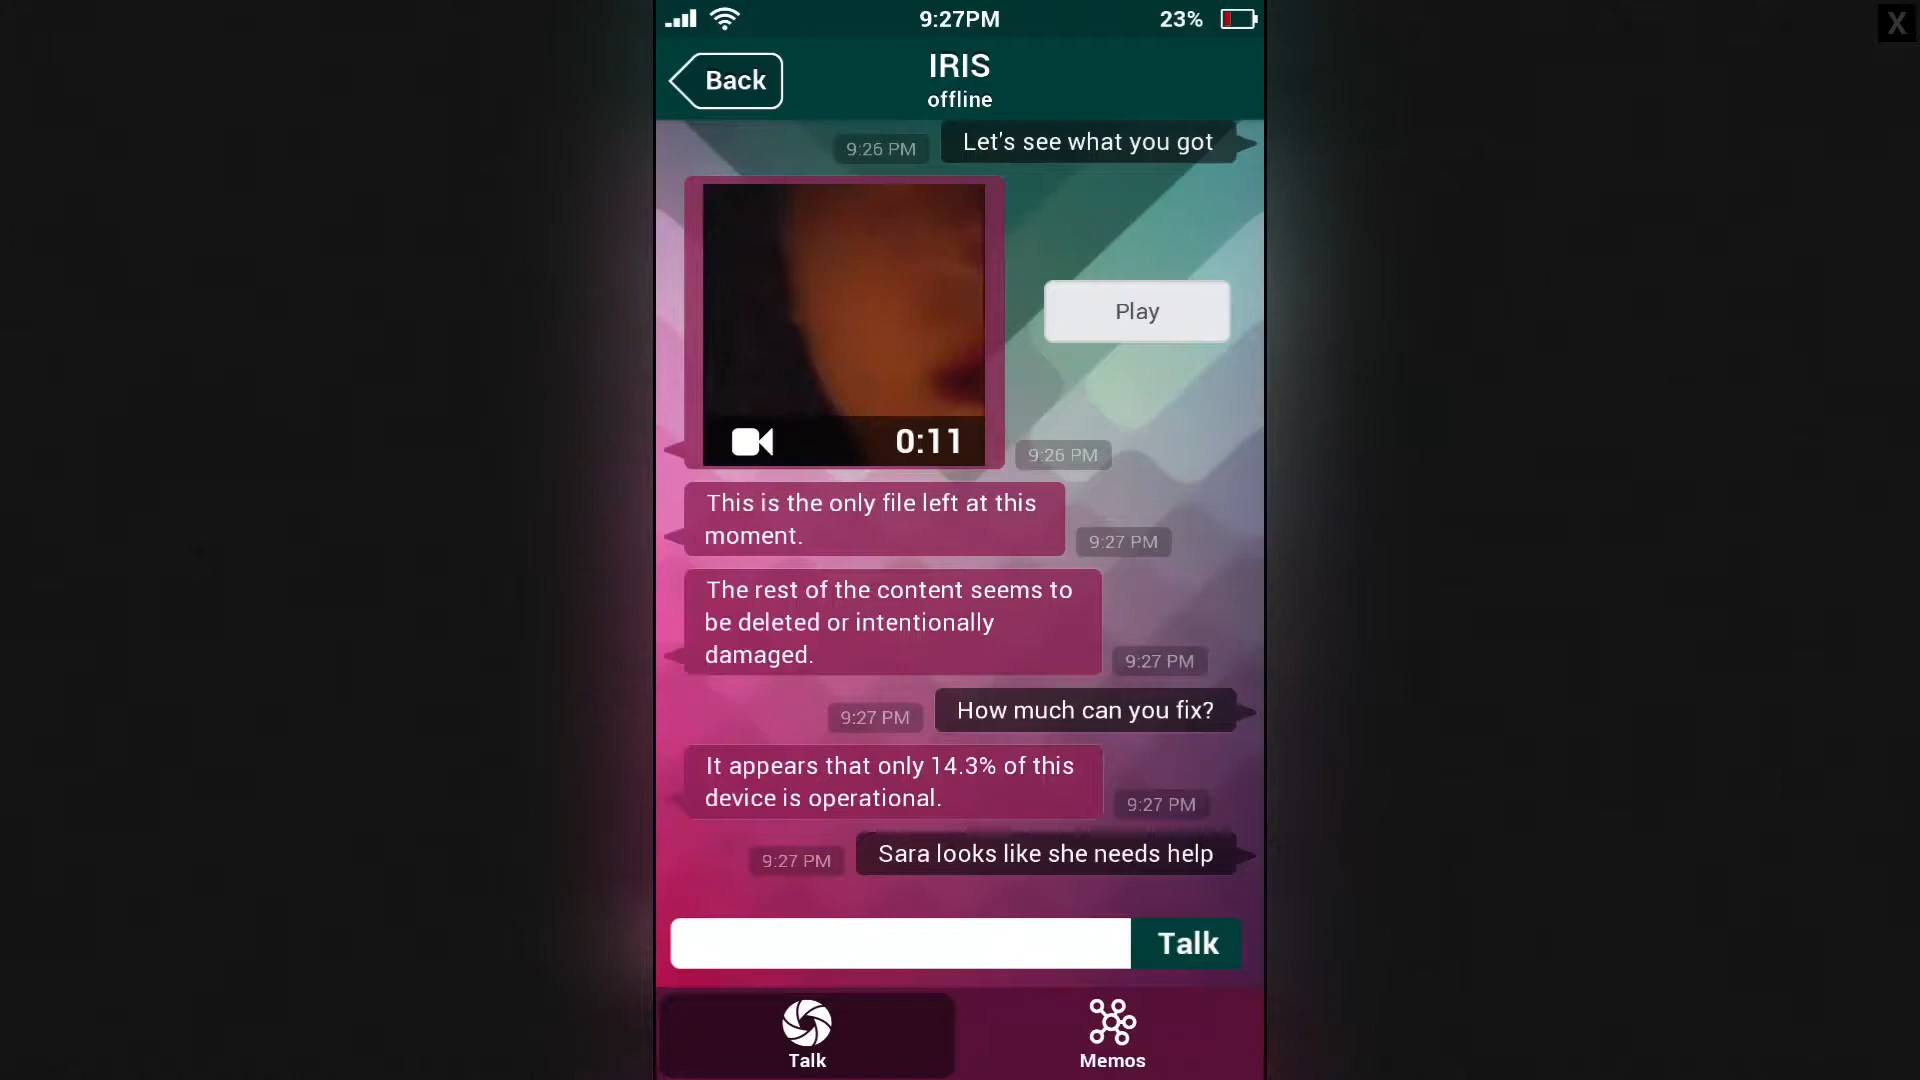 9:27PM
23%
X
Back
IRIS
offline
9:26 PM
Let's see what you got
Play
0:11
9:26 PM
This is the only file left at this
moment.
9:27 PM
The rest of the content seems to
be deleted or intentionally
damaged.
9:27 PM
9:27 PM
How much can you fix?
It appears that only 14.3% of this
device is operational.
9:27 PM
9:27 PM
Sara looks like she needs help
Talk
Talk
Memos